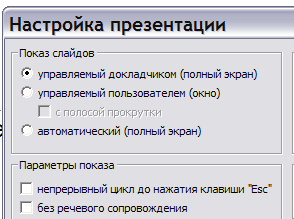 Настройка презентации
Показ слайдов
управляемый докладчиком (полный экран)
управляемый пользователем (окно)
с полосой прокрутки
автоматический (полный экран)
Параметры показа
непрерывный цикл до нажатия клавиши "Esc"
без речевого сопровождения